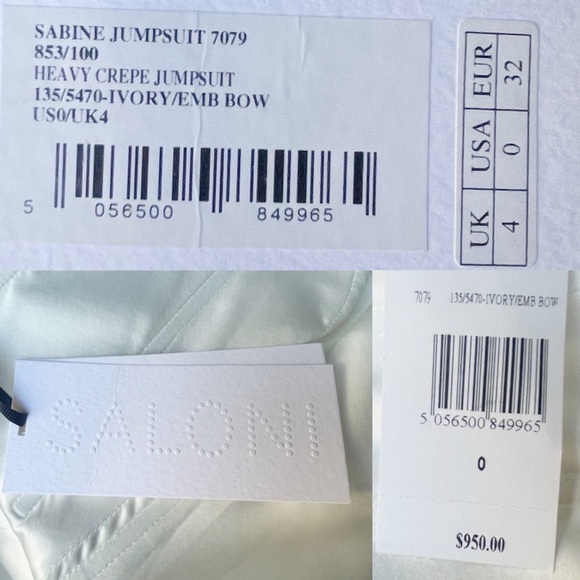 SABINE JUMPSUIT 7079
853/100
HEAVY CREPE JUMPSUIT
135/5470-IVORY/EMB BOW
US0/UK4
5 056500 849965
UK USA EUR
4 0 32
SALONI
7079 135/5470-IVORY/EMB BOW
5 056500 849965
0
$950.00